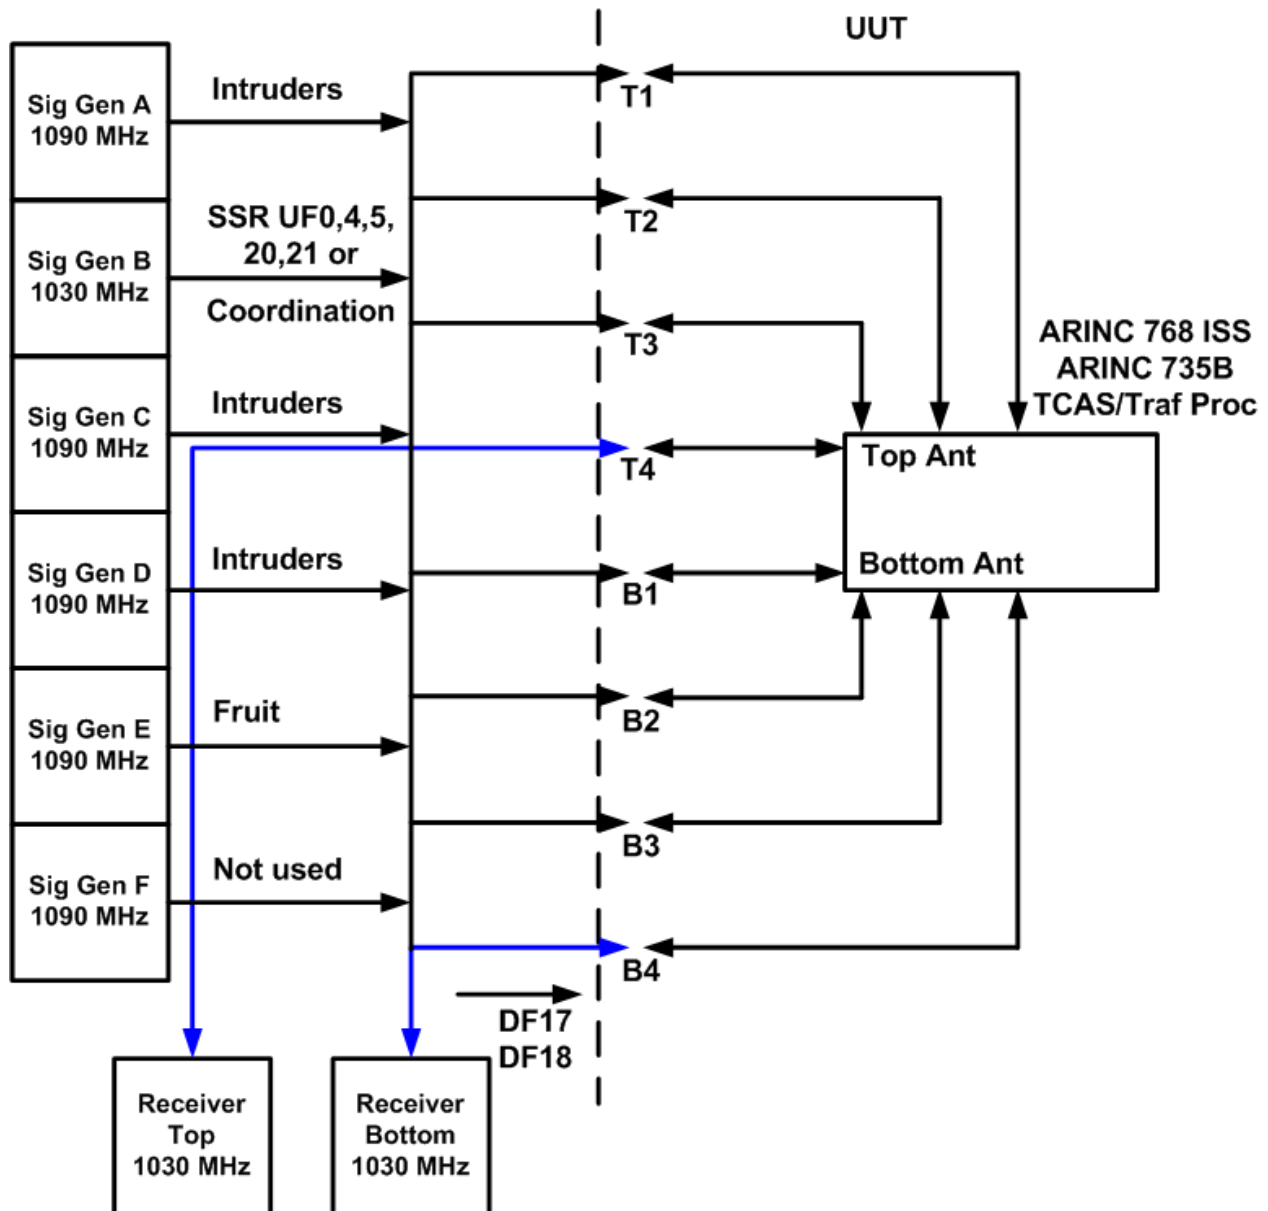 UUT
Sig Gen A
1090 MHz
Intruders
T1
Sig Gen B
1030 MHz
SSR UF0,4,5,
20,21 or
Coordination
T2
T3
ARINC 768 ISS
ARINC 735B
TCAS/Traf Proc
Sig Gen C
1090 MHz
Intruders
T4
Top Ant
Sig Gen D
1090 MHz
Intruders
B1
Bottom Ant
Sig Gen E
1090 MHz
Fruit
B2
Sig Gen F
1090 MHz
Not used
B3
B4
DF17
DF18
Receiver
Top
1030 MHz
Receiver
Bottom
1030 MHz